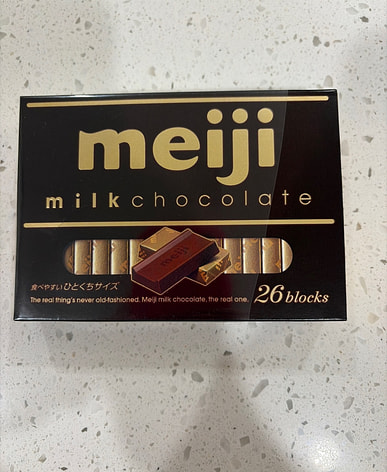 meiji
milk chocolate
meiji
食べやすいひとくちサイズ
The real thing's never old-fashioned. Meiji milk chocolate, the real one.
26 blocks